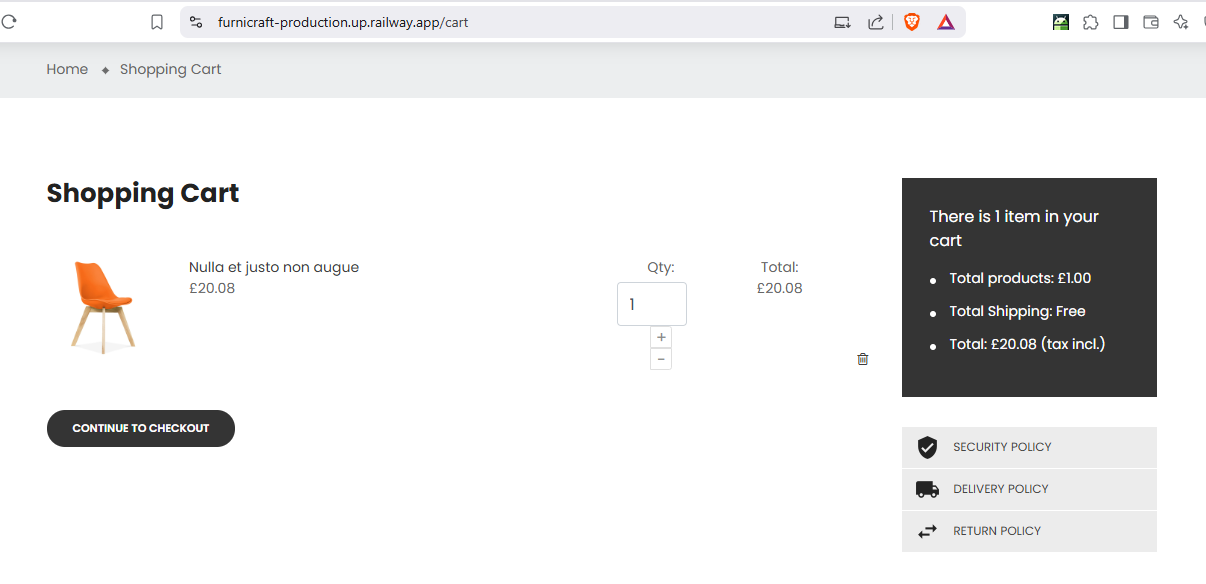 furnicraft-production.up.railway.app/cart
Home ◆ Shopping Cart
Shopping Cart
Nulla et justo non augue
£20.08
Qty:
1
+
-
Total:
£20.08
CONTINUE TO CHECKOUT
There is 1 item in your
cart
Total products: £1.00
Total Shipping: Free
Total: £20.08 (tax incl.)
SECURITY POLICY
DELIVERY POLICY
RETURN POLICY